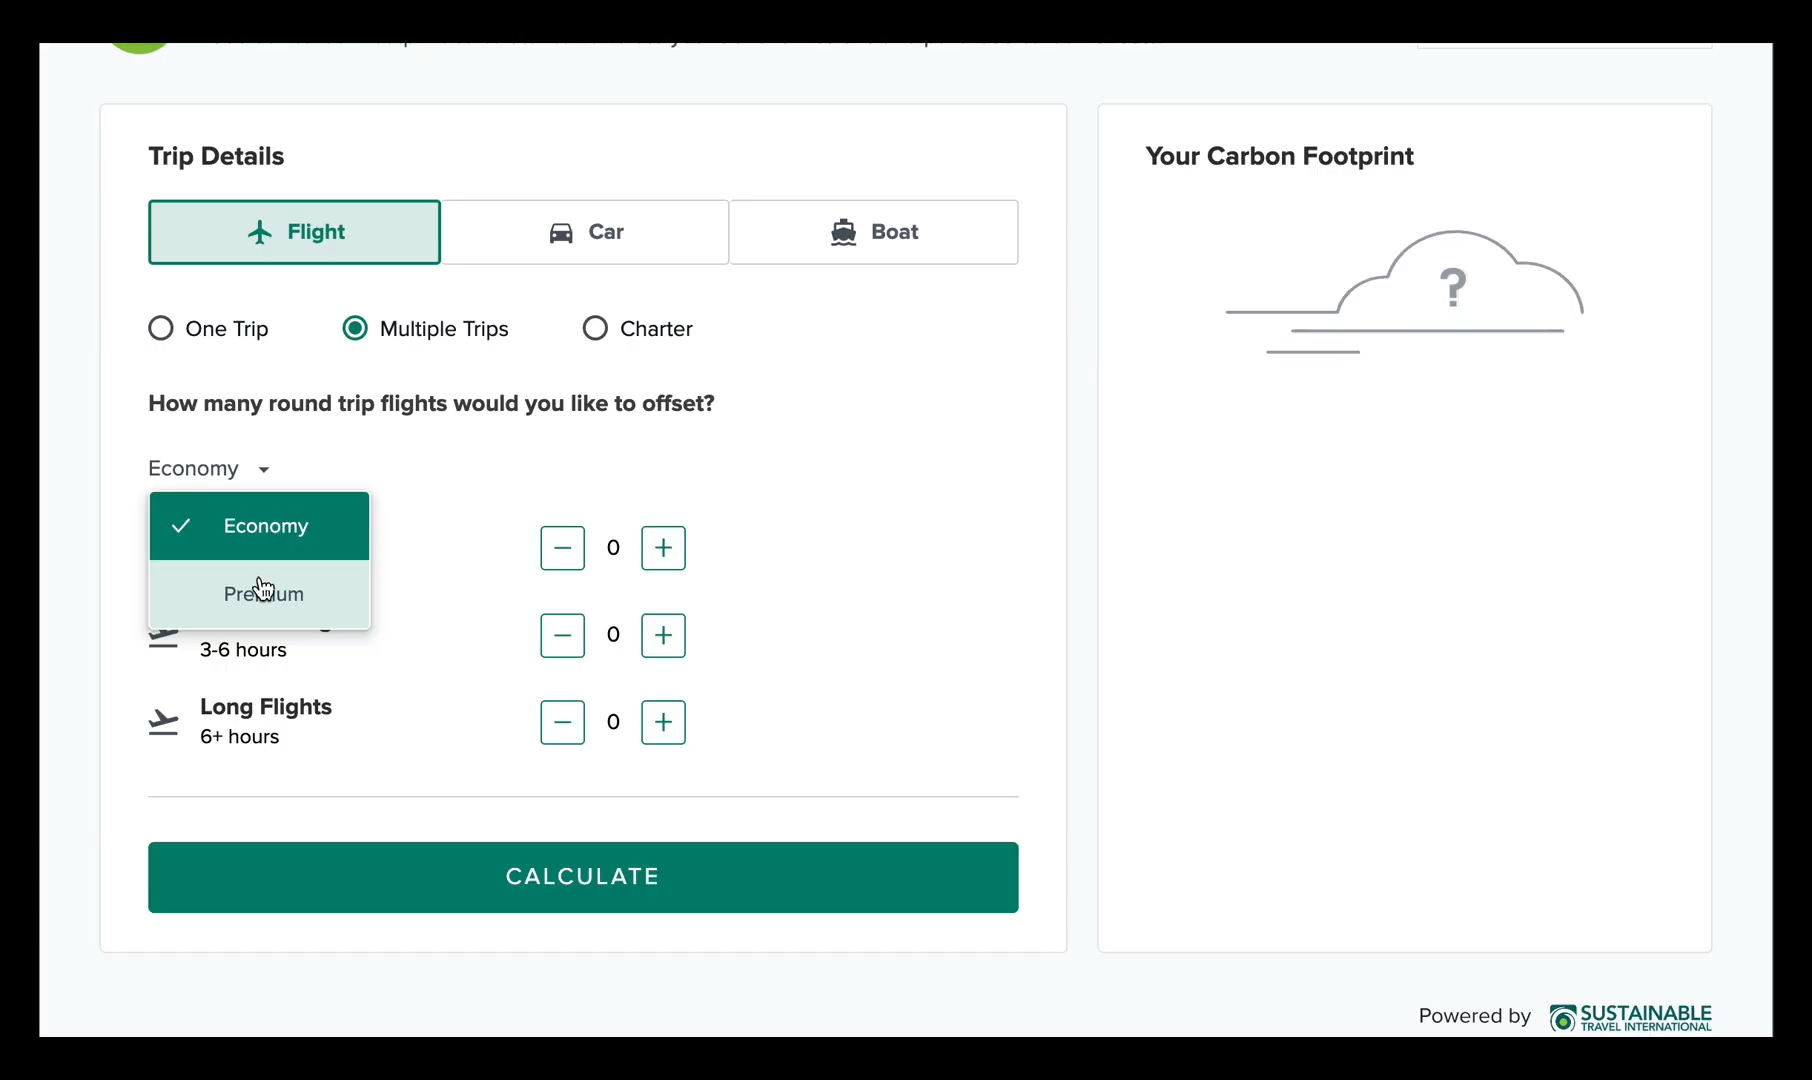 Trip Details
Flight
Car
Boat
One Trip
Multiple Trips
Charter
How many round trip flights would you like to offset?
Economy
Economy
Premium
0
0
3-6 hours
Long Flights
6+ hours
0
CALCULATE
Your Carbon Footprint
?
Powered by
SUSTAINABLE
TRAVEL INTERNATIONAL